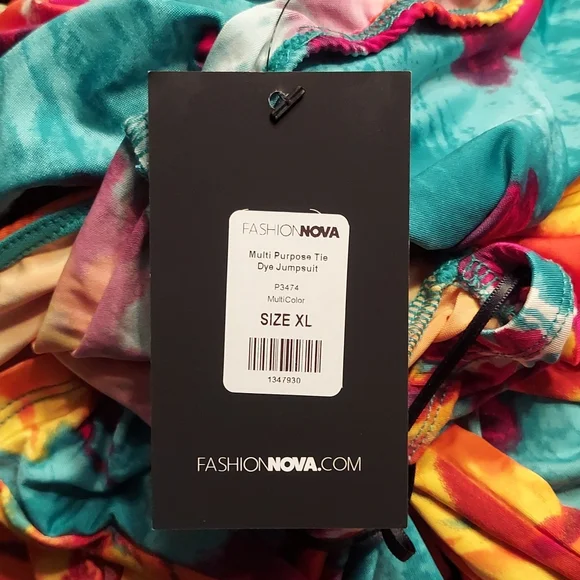 FASHIONNOVA
Multi Purpose Tie
Dye Jumpsuit
P3474
MultiColor
SIZE XL
1347930
FASHIONNOVA.COM